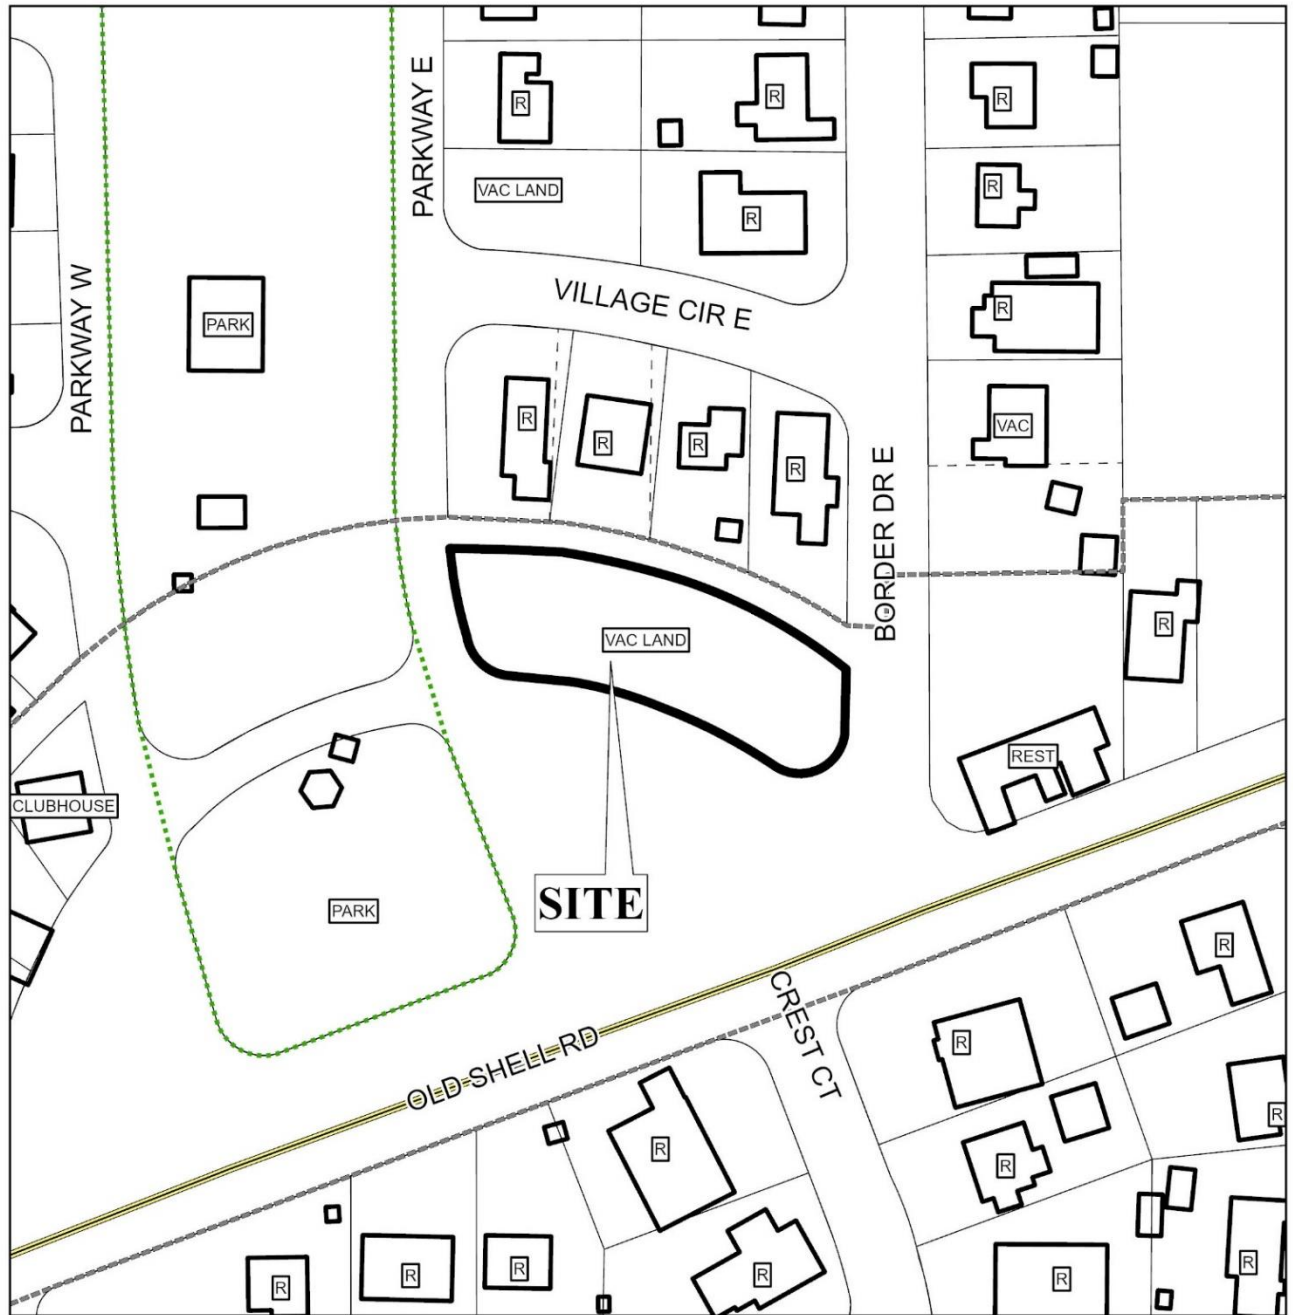 PARKWAY E
R
R
R
VAC LAND
R
R
PARKWAY W
PARK
VILLAGE CIR E
R
R
R
R
R
VAC
BORDER DR E
VAC LAND
R
REST
CLUBHOUSE
SITE
PARK
R
CREST CT
OLD SHELL RD
R
R
R
R
R
R
R
R
R
R